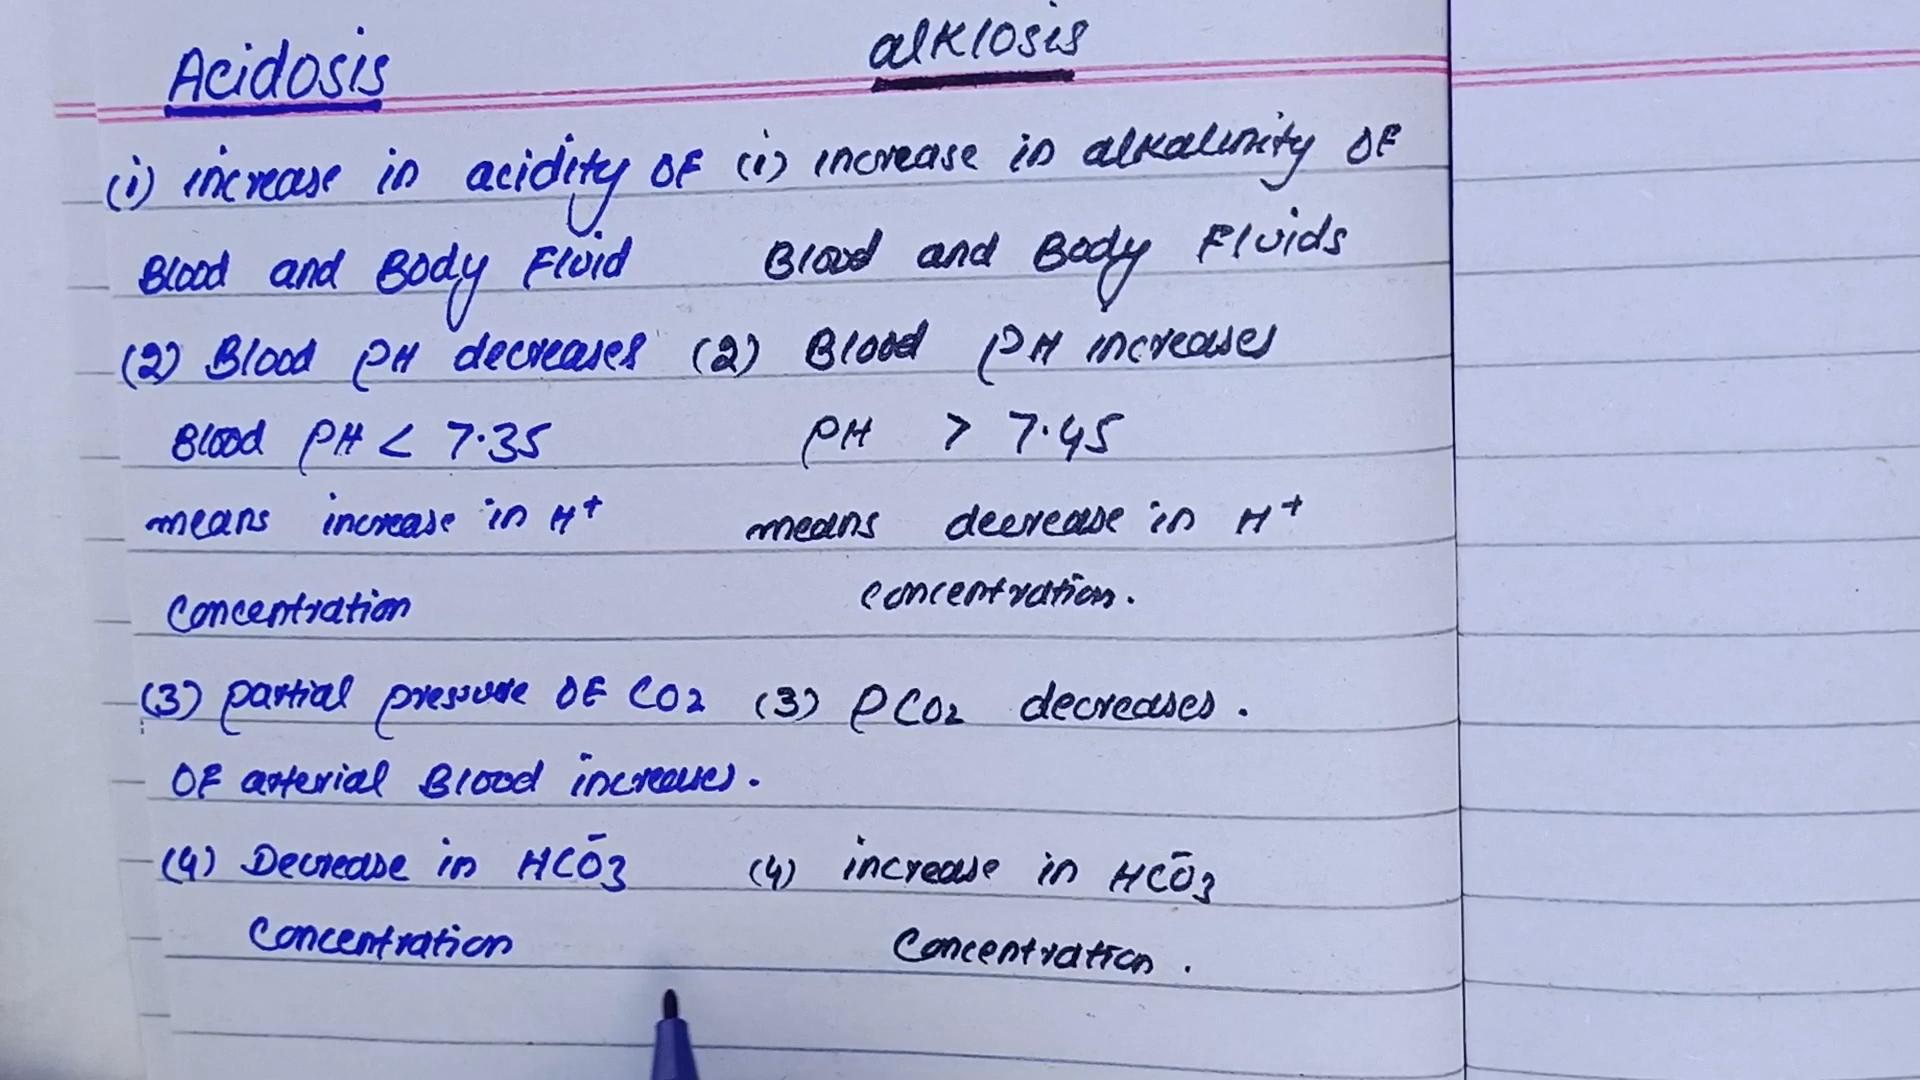 Acidosis
alklosis
(i) increase in acidity of
Blood and Body Fluid
(2) Blood PH decreases
Blood PH < 7.35
means increase in H+
Concentration
(3) partial pressure of CO2
of arterial Blood increases.
(4) Decrease in HCO3-
Concentration
(i) increase in alkalinity of
Blood and Body Fluids
(2) Blood PH increases
PH > 7.45
means decrease in H+
concentration.
(3) PCO2 decreases.
(4) increase in HCO3-
Concentration.